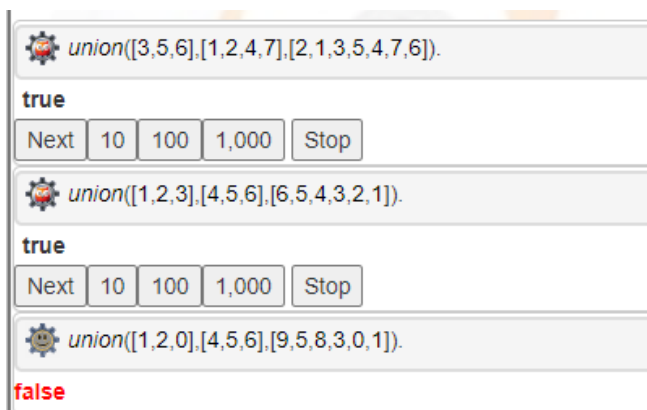 union([3,5,6],[1,2,4,7],[2,1,3,5,4,7,6]).
true
Next 10 100 1,000 Stop
union([1,2,3],[4,5,6],[6,5,4,3,2,1]).
true
Next 10 100 1,000 Stop
union([1,2,0],[4,5,6],[9,5,8,3,0,1]).
false